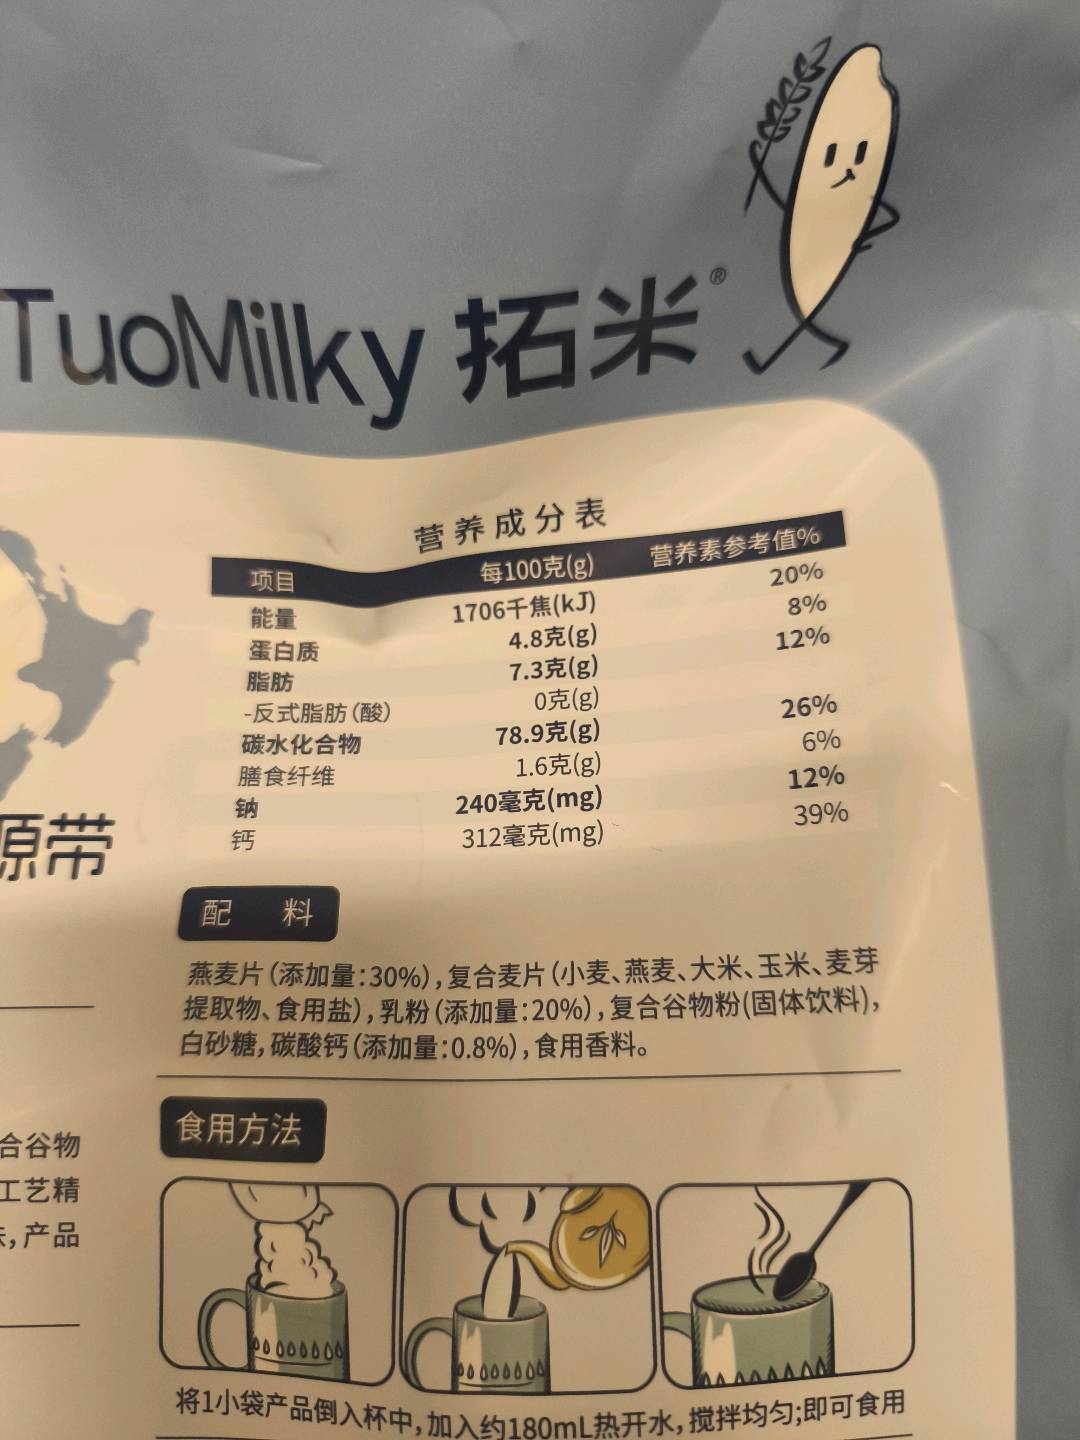 TuoMilky 拓米®
营养成分表
项目 每100克(g) 营养素参考值%
能量 1706千焦(kJ) 20%
蛋白质 4.8克(g) 8%
脂肪 7.3克(g) 12%
-反式脂肪(酸) 0克(g)
碳水化合物 78.9克(g) 26%
膳食纤维 1.6克(g) 6%
钠 240毫克(mg) 12%
钙 312毫克(mg) 39%
源带
配 料
燕麦片(添加量:30%),复合麦片(小麦、燕麦、大米、玉米、麦芽
提取物、食用盐),乳粉(添加量:20%),复合谷物粉(固体饮料),
白砂糖,碳酸钙(添加量:0.8%),食用香料。
合谷物
工艺精
,产品
食用方法
将1小袋产品倒入杯中,加入约180mL热开水,搅拌均匀;即可食用